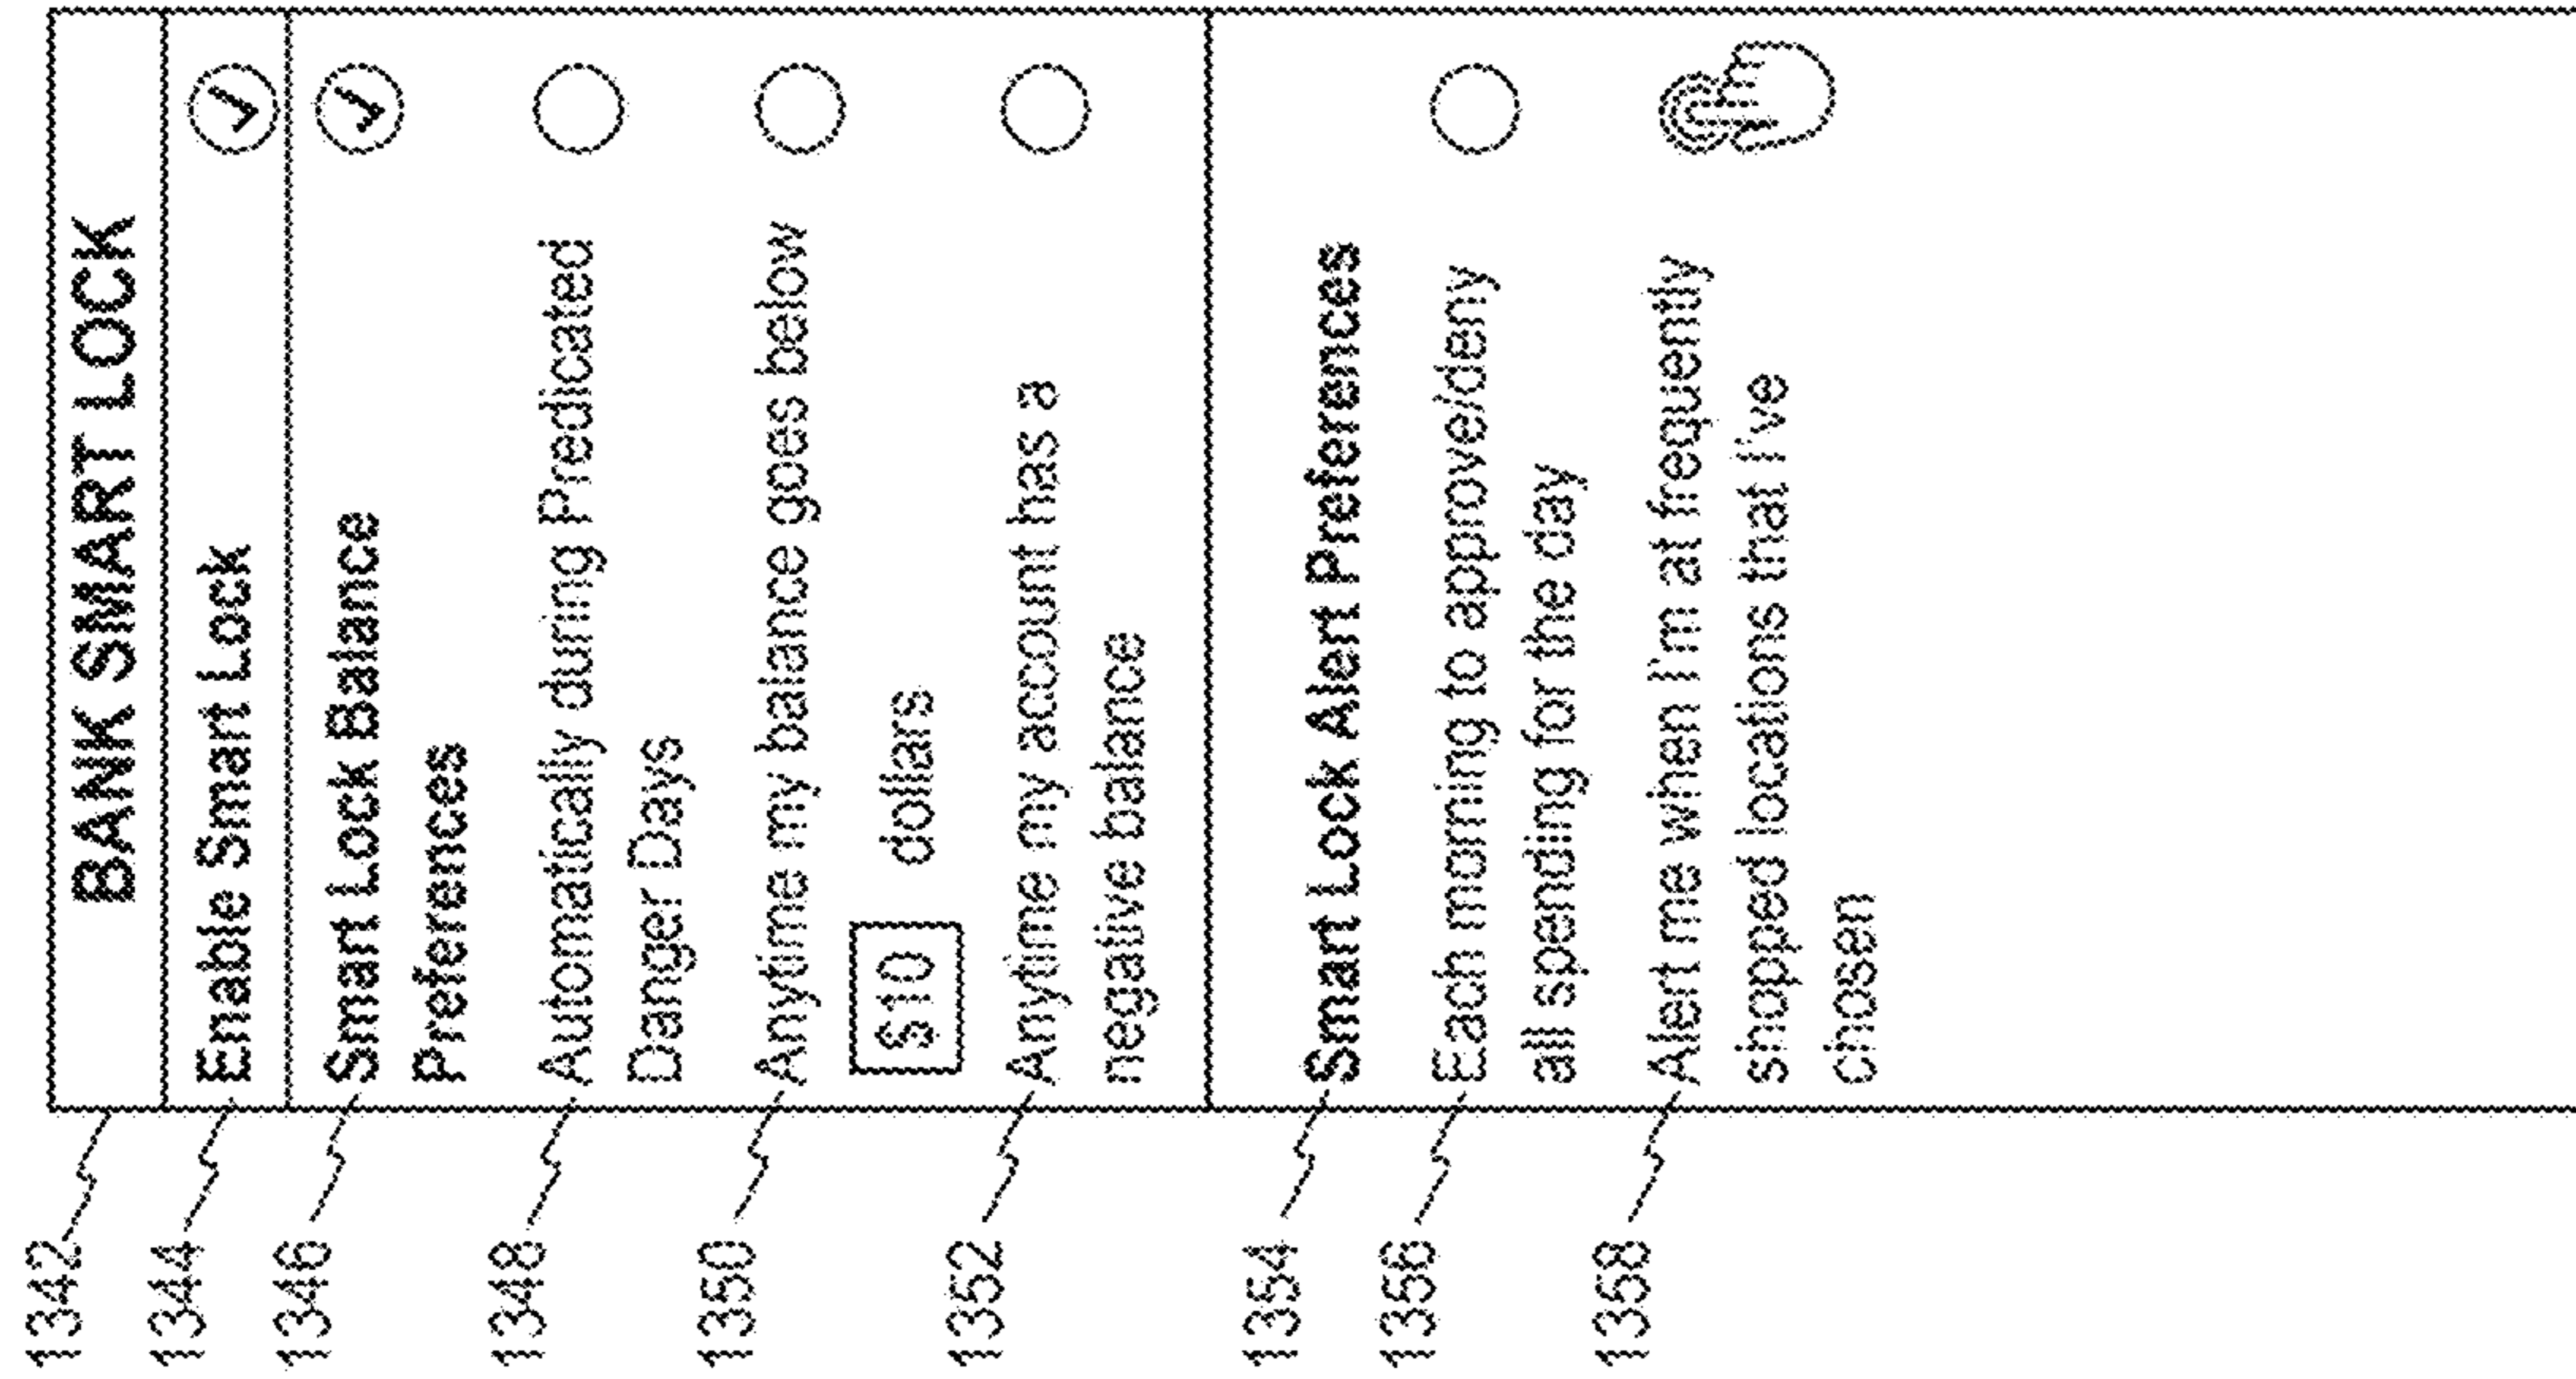 BANK SMART LOCK
1342
1344 Enable Smart Lock
1346 Smart Lock Balance
Preferences
1348 Automatically during Predicated
Danger Days
1350 Anytime my balance goes below
$10 dollars
1352 Anytime my account has a
negative balance
1354 Smart Lock Alert Preferences
1356 Each morning to approve/deny
all spending for the day
1358 Alert me when I'm at frequently
shopped locations that I've
chosen